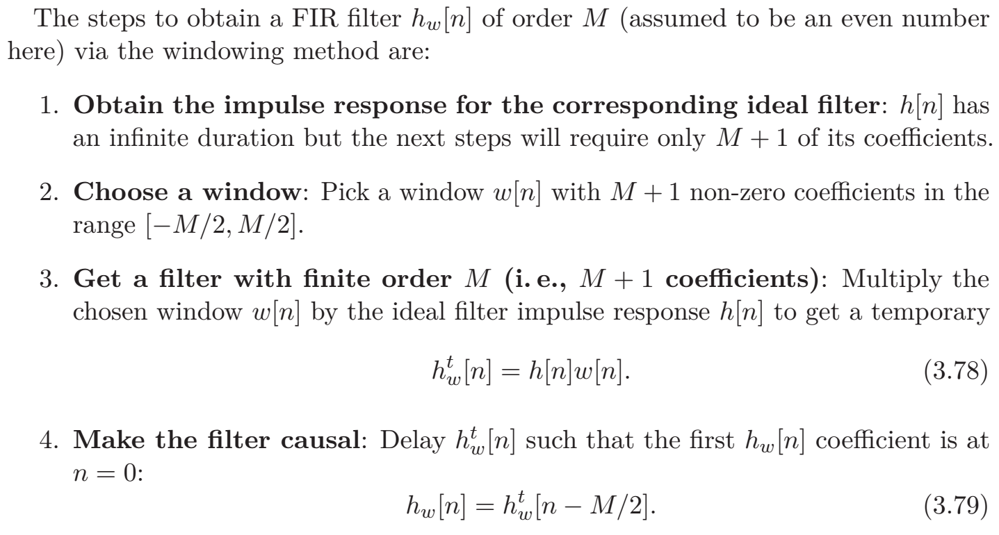 The steps to obtain a FIR filter h_w[n] of order M (assumed to be an even number
here) via the windowing method are:
1. Obtain the impulse response for the corresponding ideal filter: h[n] has
an infinite duration but the next steps will require only M + 1 of its coefficients.
2. Choose a window: Pick a window w[n] with M + 1 non-zero coefficients in the
range [−M/2, M/2].
3. Get a filter with finite order M (i. e., M + 1 coefficients): Multiply the
chosen window w[n] by the ideal filter impulse response h[n] to get a temporary
h_w^t[n] = h[n]w[n]. (3.78)
4. Make the filter causal: Delay h_w^t[n] such that the first h_w[n] coefficient is at
n = 0:
h_w[n] = h_w^t[n − M/2]. (3.79)